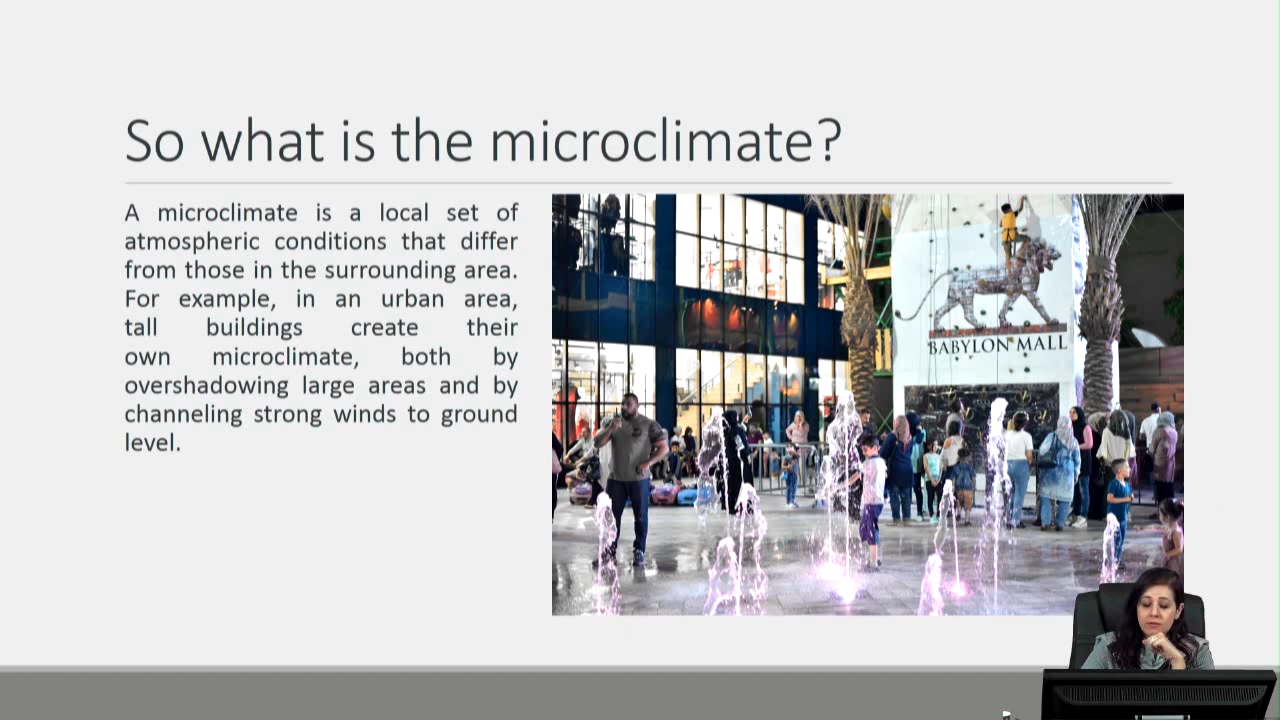 So what is the microclimate?
A microclimate is a local set of
atmospheric conditions that differ
from those in the surrounding area.
For example, in an urban area,
tall buildings create their
own microclimate, both by
overshadowing large areas and by
channeling strong winds to ground
level.
BABYLON MALL